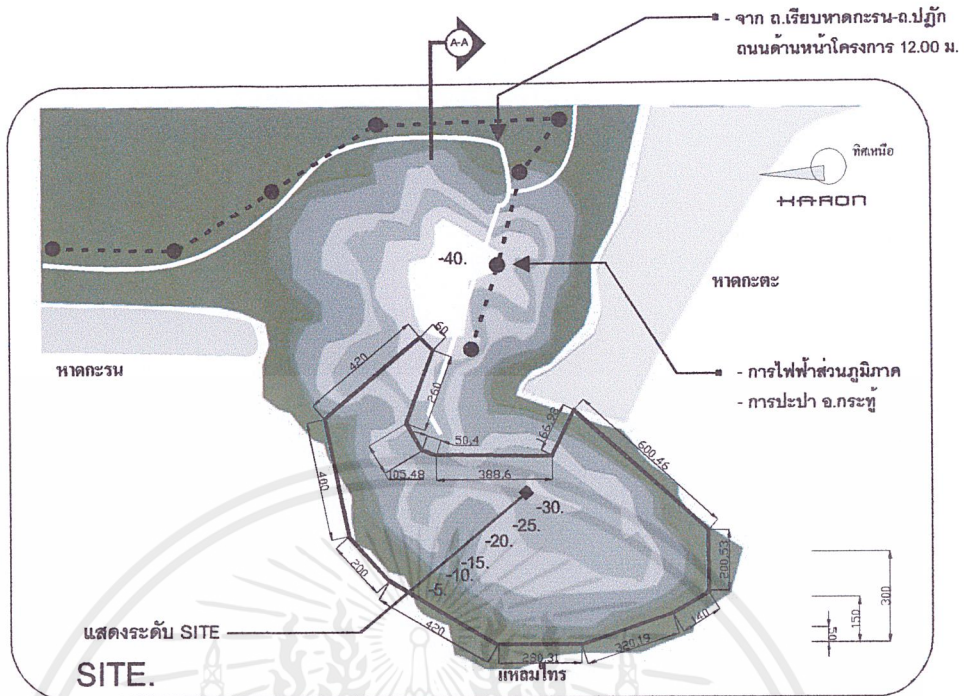 - จาก ถ.เรียบหาดกะรน-ถ.ปฎัก
ถนนด้านหน้าโครงการ 12.00 ม.
A-A
ทิศเหนือ
KARON
-40.
หาดกะตะ
หาดกะรน
- การไฟฟ้าส่วนภูมิภาค
- การปะปา อ.กระทู้
60
420
260
50.4
105.48
388.6
66.92
600.46
480
200
420
290.31
320.19
140
200.53
-30.
-25.
-20.
-15.
-10.
-5.
50
150
300
แสดงระดับ SITE
SITE.
แหลมไทร